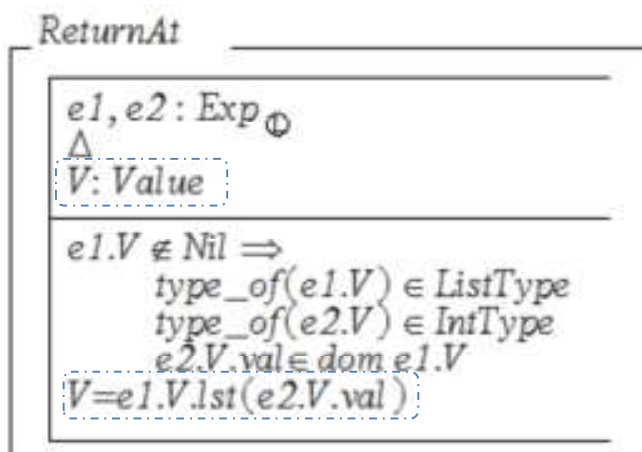 ReturnAt
e1, e2 : Exp Ⓒ
Δ
V: Value
e1.V ∉ Nil ⇒
type_of(e1.V) ∈ ListType
type_of(e2.V) ∈ IntType
e2.V.val ∈ dom e1.V
V=e1.V.lst(e2.V.val)